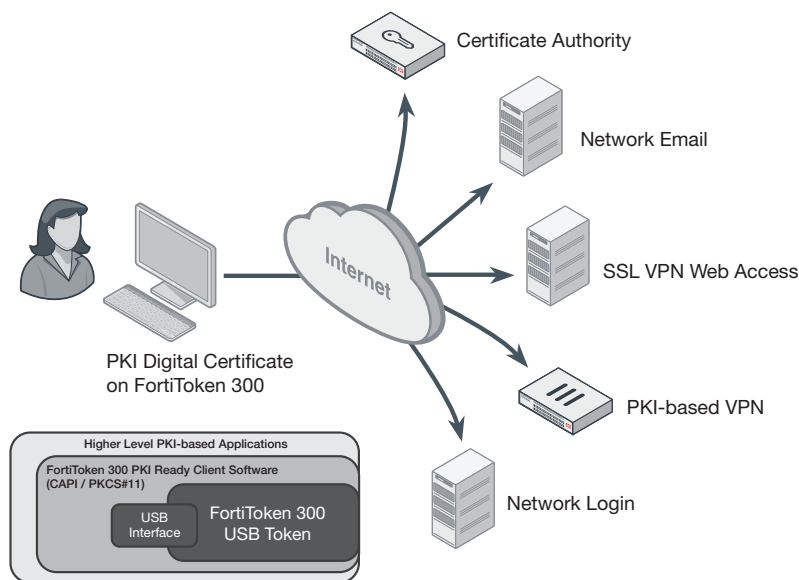 Certificate Authority
Network Email
Internet
SSL VPN Web Access
PKI Digital Certificate
on FortiToken 300
PKI-based VPN
Network Login
Higher Level PKI-based Applications
FortiToken 300 PKI Ready Client Software
(CAPI / PKCS#11)
USB
Interface
FortiToken 300
USB Token